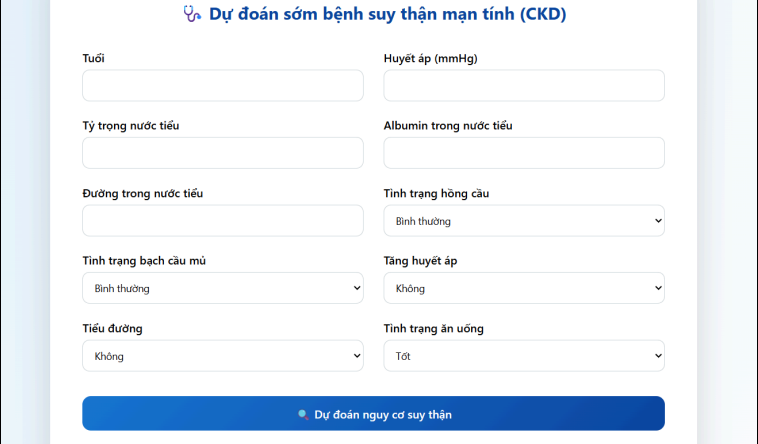 Dự đoán sớm bệnh suy thận mạn tính (CKD)
Tuổi
Huyết áp (mmHg)
Tỷ trọng nước tiểu
Albumin trong nước tiểu
Đường trong nước tiểu
Tình trạng hồng cầu
Bình thường
Tình trạng bạch cầu mủ
Tăng huyết áp
Bình thường
Không
Tiểu đường
Tình trạng ăn uống
Không
Tốt
Dự đoán nguy cơ suy thận